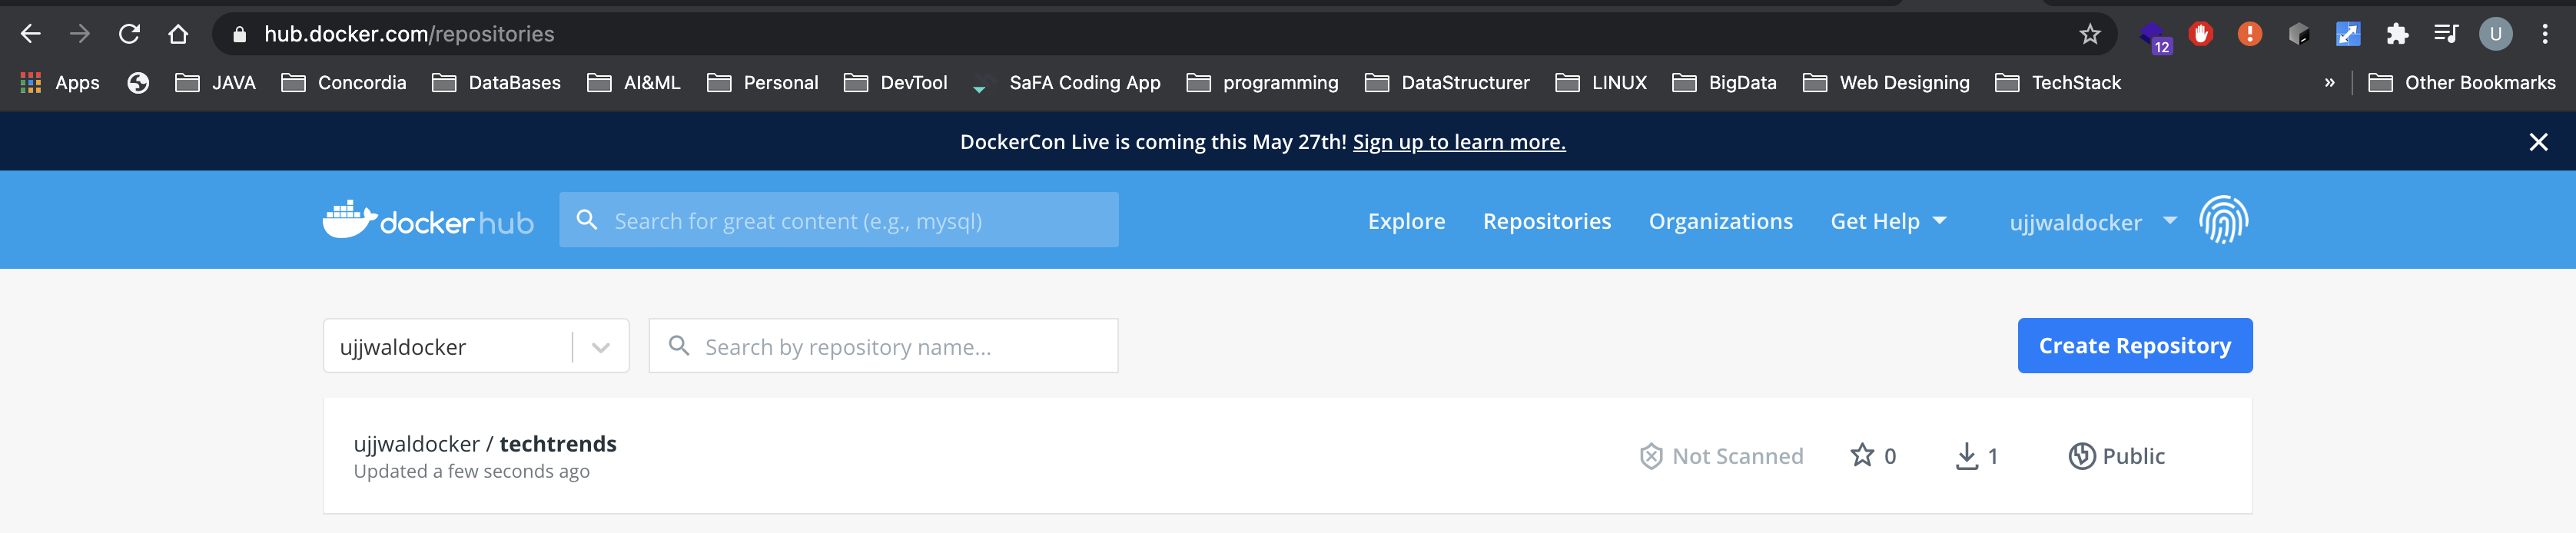 hub.docker.com/repositories
12
U
Apps JAVA Concordia DataBases AI&ML Personal DevTool SaFA Coding App programming DataStructurer LINUX BigData Web Designing TechStack » Other Bookmarks
DockerCon Live is coming this May 27th! Sign up to learn more.
docker hub Search for great content (e.g., mysql) Explore Repositories Organizations Get Help ujjwaldocker
ujjwaldocker Search by repository name... Create Repository
ujjwaldocker / techtrends
Updated a few seconds ago
Not Scanned 0 1 Public